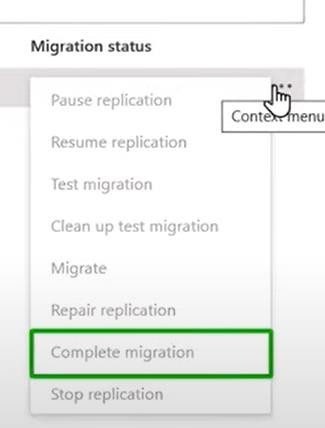 Migration status
Pause replication
Context menu
Resume replication
Test migration
Clean up test migration
Migrate
Repair replication
Complete migration
Stop replication